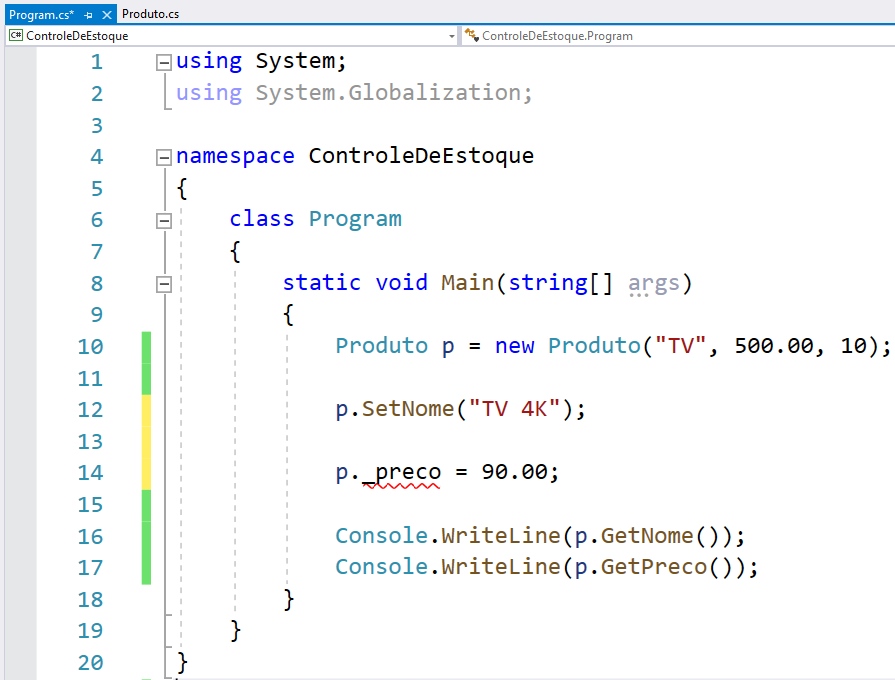 Program.cs*
Produto.cs
C# ControleDeEstoque
ControleDeEstoque.Program
1 using System;
2 using System.Globalization;
3
4 namespace ControleDeEstoque
5 {
6 class Program
7 {
8 static void Main(string[] args)
9 {
10 Produto p = new Produto("TV", 500.00, 10);
11
12 p.SetNome("TV 4K");
13
14 p._preco = 90.00;
15
16 Console.WriteLine(p.GetNome());
17 Console.WriteLine(p.GetPreco());
18 }
19 }
20 }